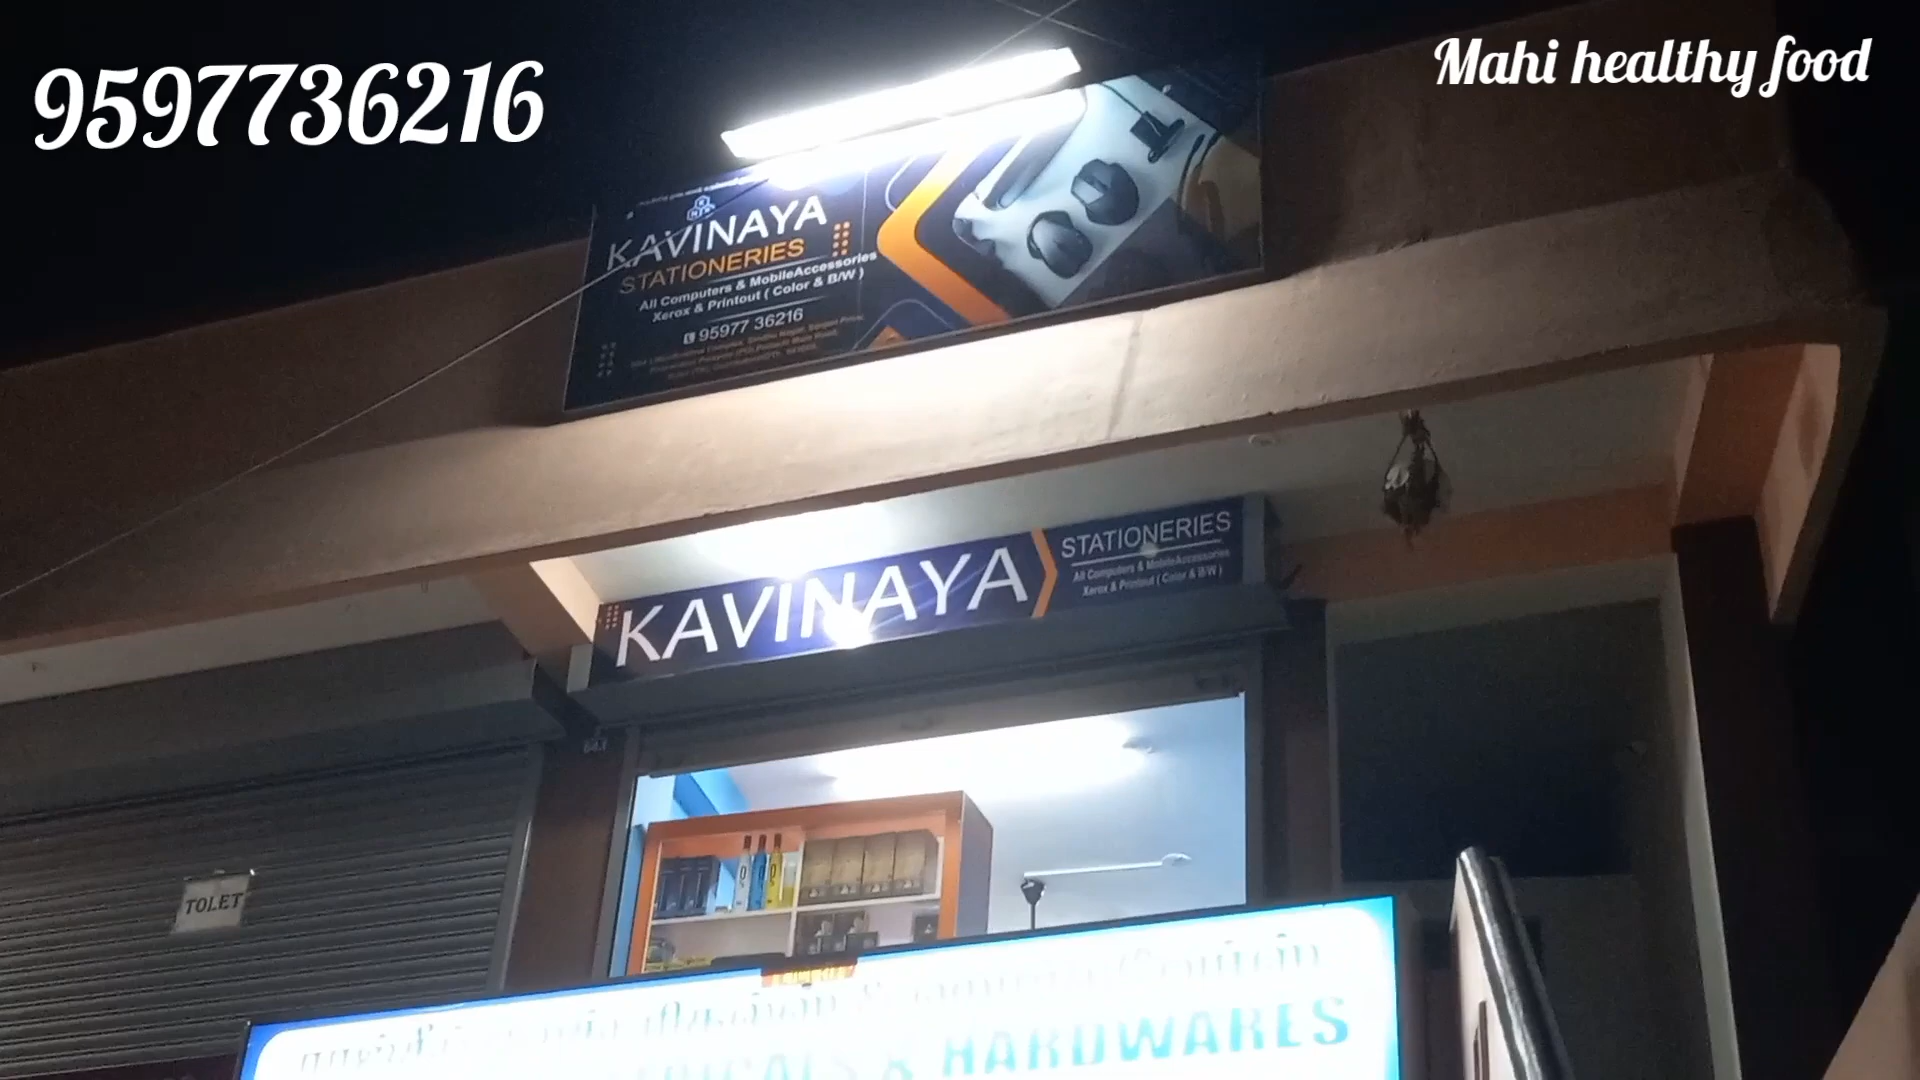 9597736216
Mahi healthy food
KAVINAYA
STATIONERIES
All Computers & MobileAccessories
Xerox & Printout ( Color & B/W )
95977 36216
KAVINAYA
STATIONERIES
All Computers & MobileAccessories
Xerox & Printout ( Color & B/W )
TOLET
& HARDWARES